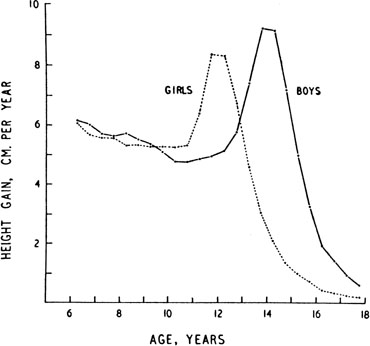 10
8
6
4
2
HEIGHT GAIN, CM. PER YEAR
GIRLS
BOYS
6 8 10 12 14 16 18
AGE, YEARS